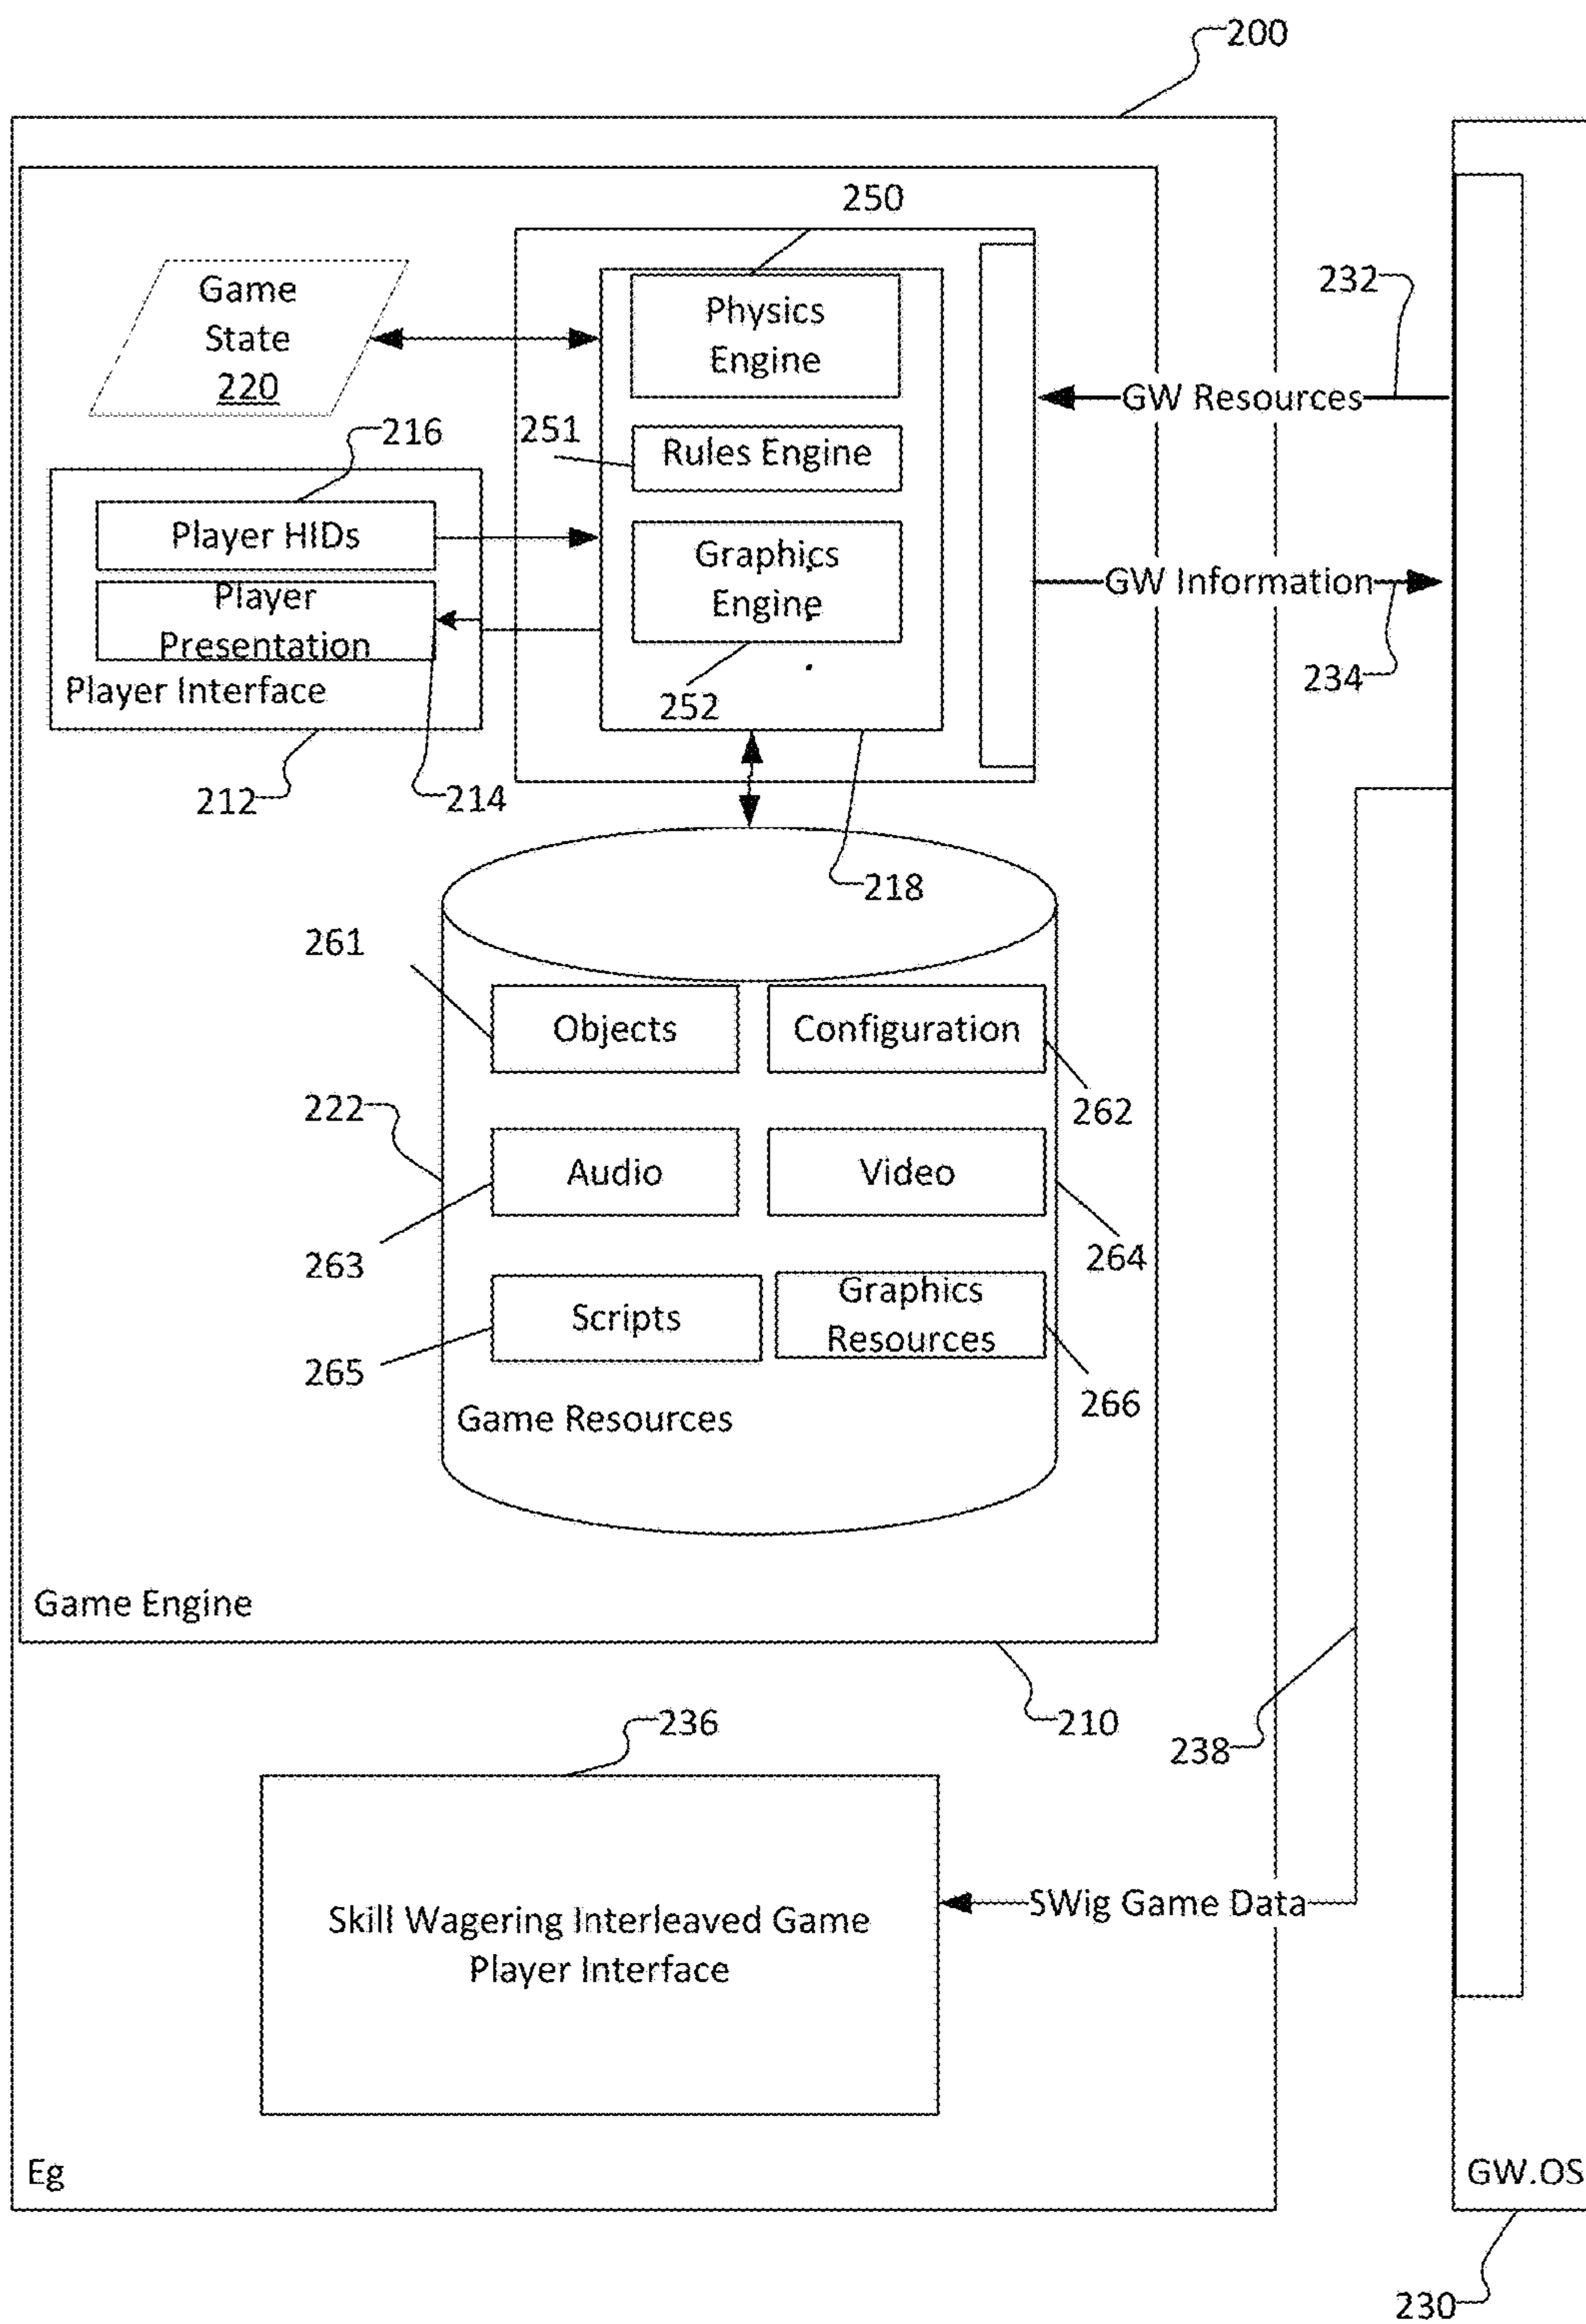 200
250
Game
State
220
Physics
Engine
232
GW Resources
216
251
Rules Engine
Player HIDs
Graphics
Engine
GW Information
Player
Presentation
Player Interface
234
252
212
214
218
261
Objects
Configuration
222
262
Audio
Video
263
264
Scripts
Graphics
Resources
265
266
Game Resources
Game Engine
210
236
238
SWig Game Data
Skill Wagering Interleaved Game
Player Interface
Eg
GW.OS
230